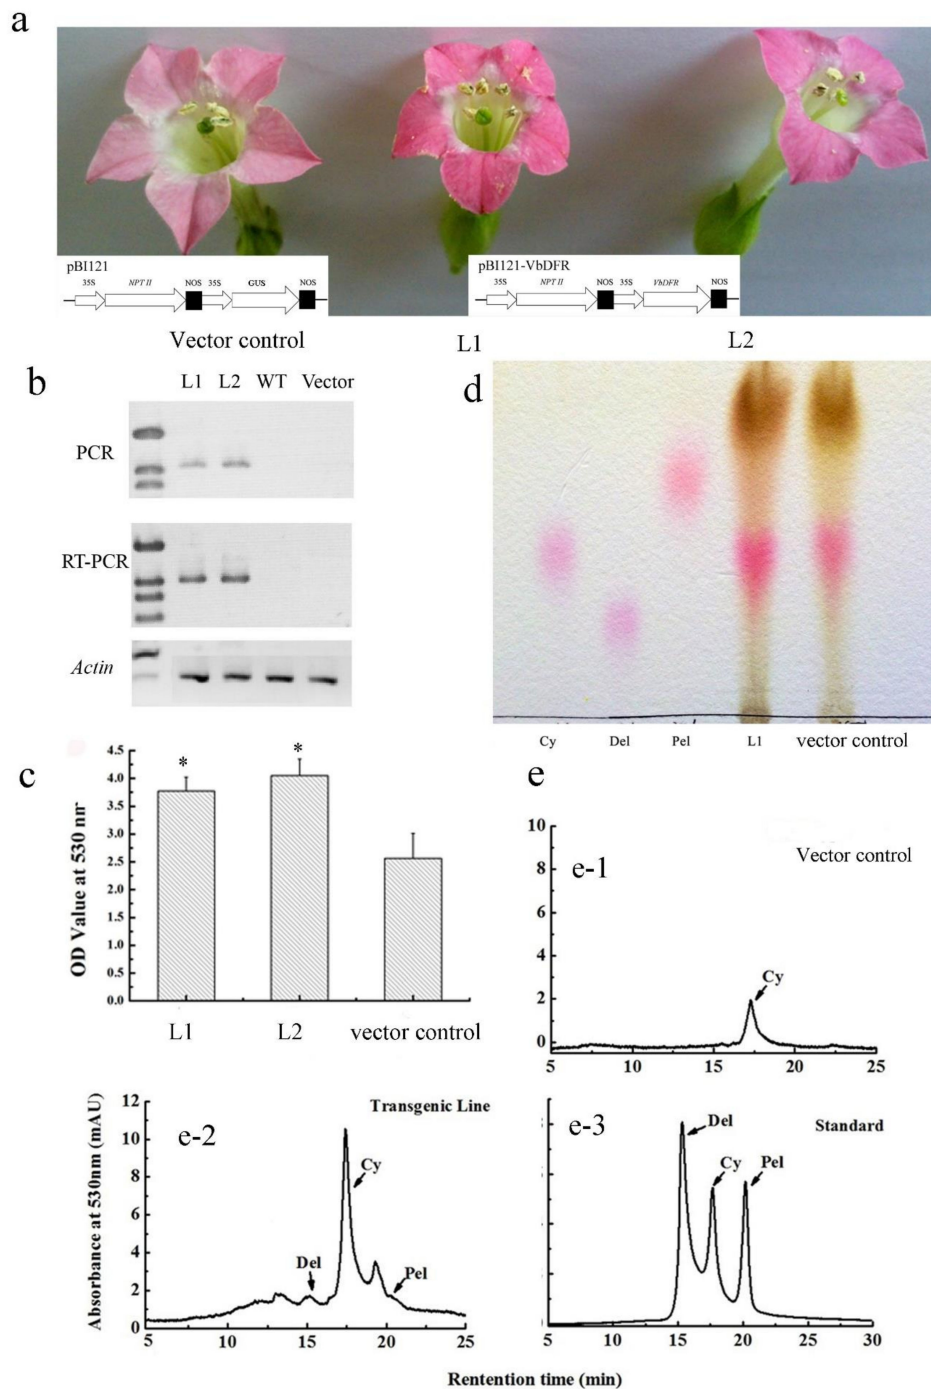 a
pBI121
35S NPT II NOS 35S GUS NOS
pBI121-VbDFR
35S NPT II NOS 35S VbDFR NOS
Vector control L1 L2
b
L1 L2 WT Vector
PCR
RT-PCR
Actin
d
Cy Del Pel L1 vector control
c
4.5
4.0
3.5
3.0
2.5
2.0
1.5
1.0
0.5
0.0
OD Value at 530 nm
* *
L1 L2 vector control
e
e-1
Vector control
10
8
6
4
2
0
Cy
5 10 15 20 25
e-2
Transgenic Line
12
10
8
6
4
2
0
Absorbance at 530nm (mAU)
Del
Cy
Pel
5 10 15 20 25
e-3
Standard
Del
Cy
Pel
5 10 15 20 25 30
Rentention time (min)